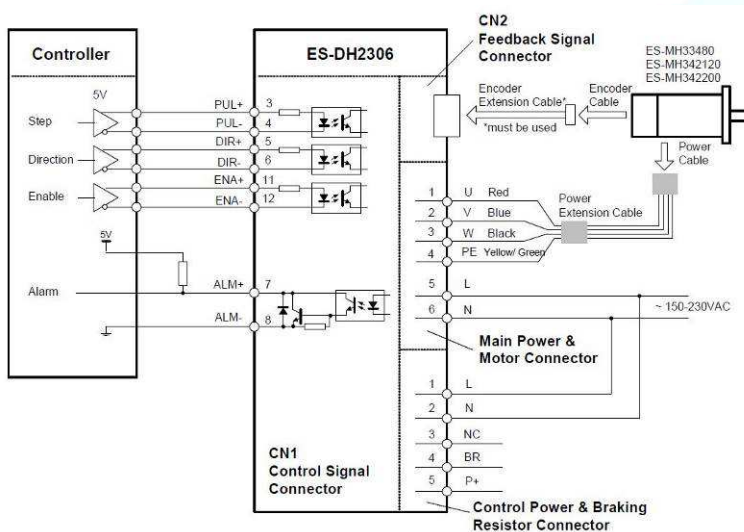 Controller
5V
Step
Direction
Enable
5V
Alarm
PUL+
PUL-
DIR+
DIR-
ENA+
ENA-
ALM+
ALM-
ES-DH2306
3
4
5
6
11
12
7
8
CN1
Control Signal
Connector
CN2
Feedback Signal
Connector
Encoder
Extension Cable*
*must be used
Encoder
Cable
ES-MH33480
ES-MH342120
ES-MH342200
Power
Cable
Power
Extension Cable
1 U Red
2 V Blue
3 W Black
4 PE Yellow/ Green
5 L
6 N
~ 150-230VAC
Main Power &
Motor Connector
1 L
2 N
3 NC
4 BR
5 P+
Control Power & Braking
Resistor Connector